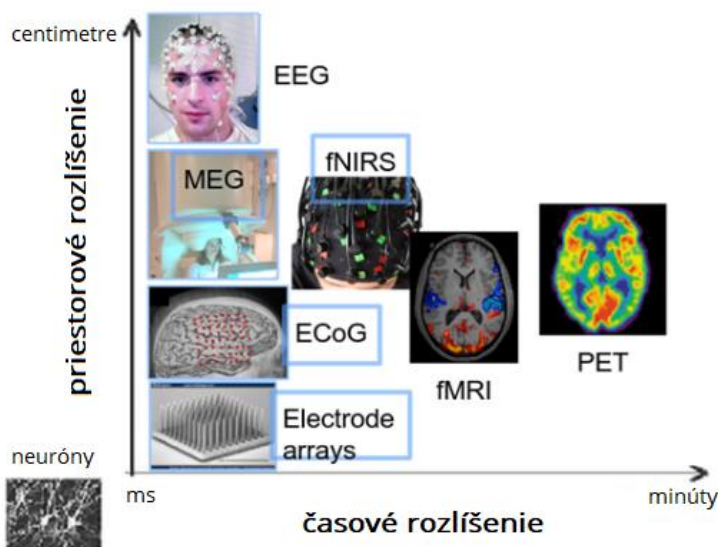 centimetre
priestorové rozlíšenie
EEG
MEG
fNIRS
ECoG
fMRI
PET
Electrode
arrays
neuróny
ms
minúty
časové rozlíšenie